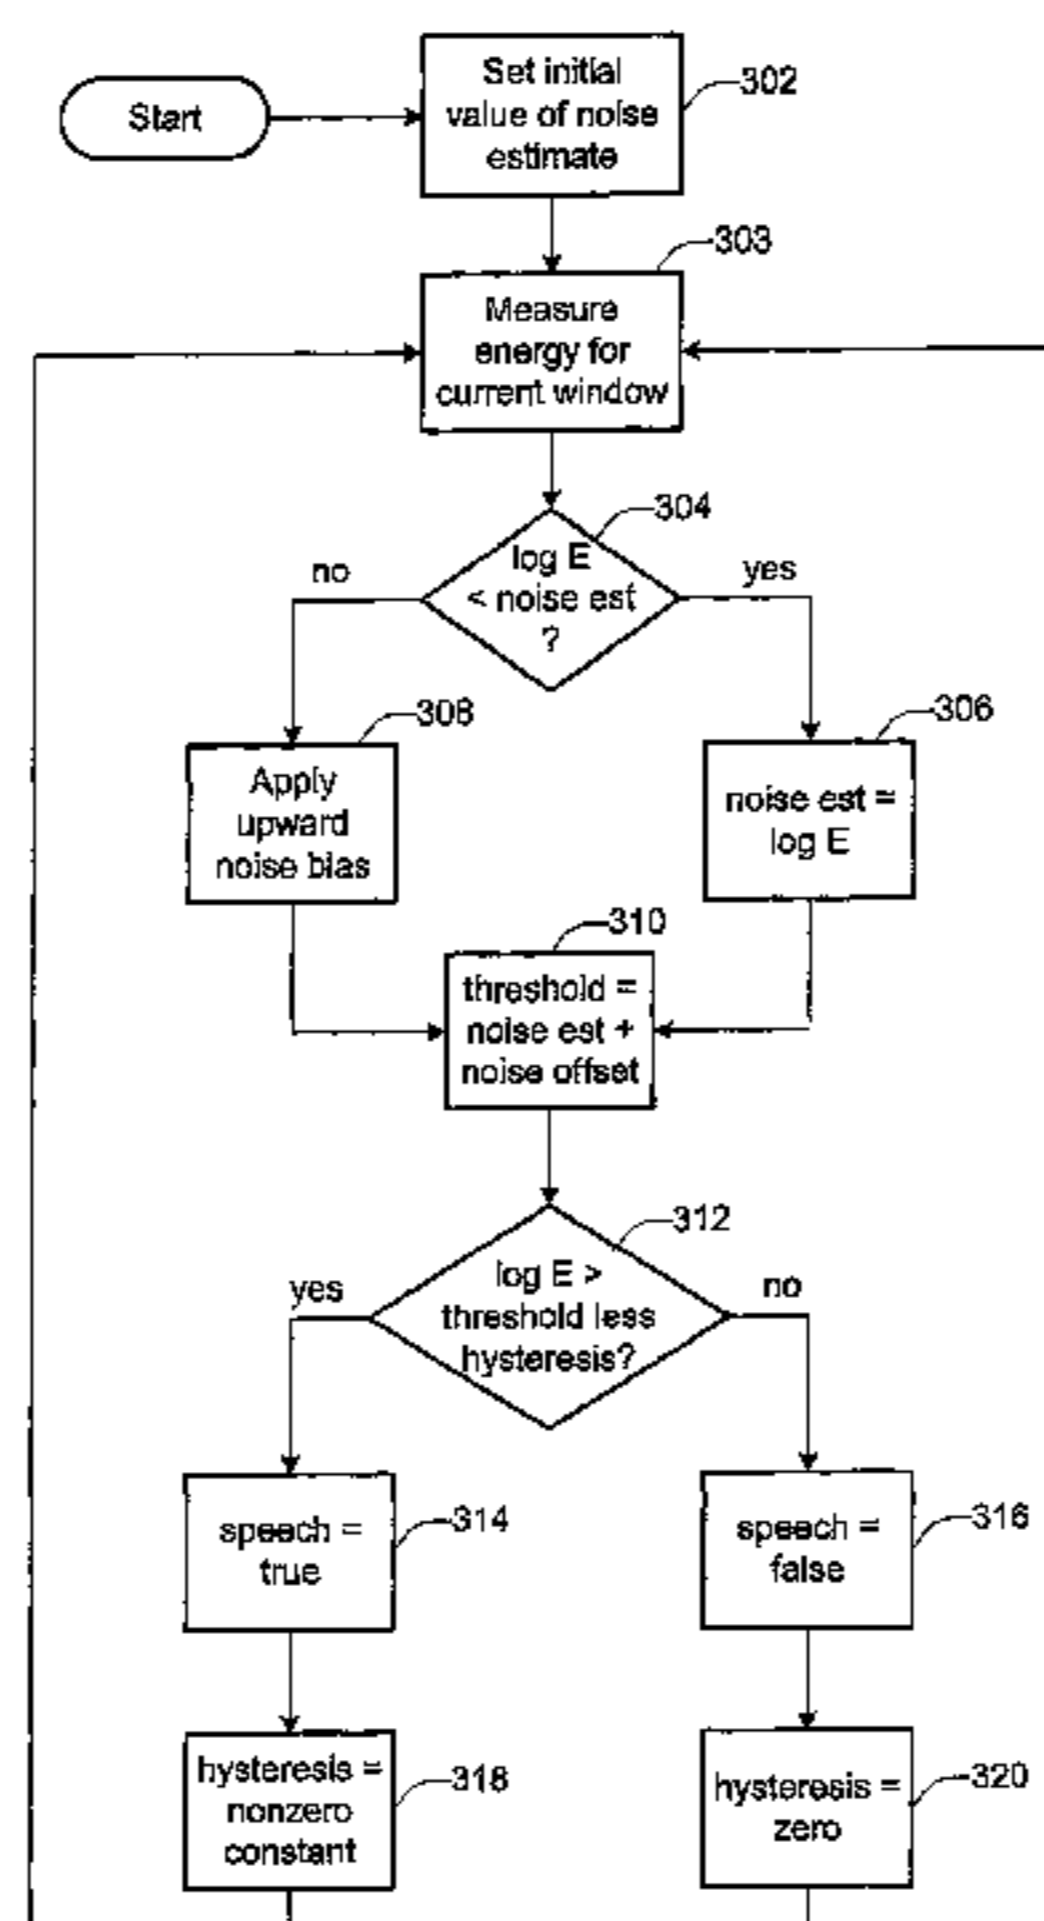 Start
Set initial
value of noise
estimate
302
303
Measure
energy for
current window
304
log E
< noise est
?
no
yes
308
Apply
upward
noise bias
306
noise est =
log E
310
threshold =
noise est +
noise offset
312
log E >
threshold less
hysteresis?
yes
no
speech =
true
314
speech =
false
316
hysteresis =
nonzero
constant
318
hysteresis =
zero
320